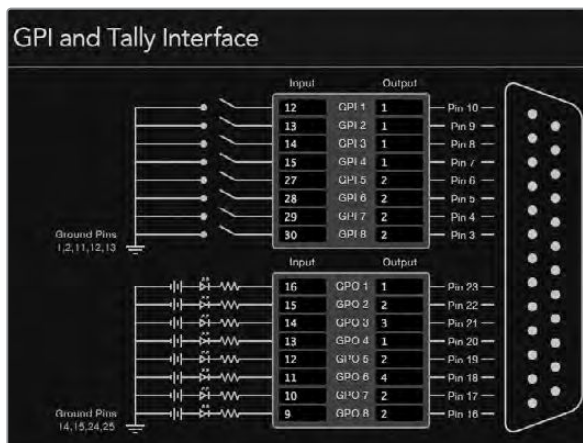 GPI and Tally Interface
Input Output
12 GPI 1 1 Pin 10
13 GPI 2 1 Pin 9
14 GPI 3 1 Pin 8
15 GPI 4 1 Pin 7
27 GPI 5 2 Pin 6
28 GPI 6 2 Pin 5
29 GPI 7 2 Pin 4
30 GPI 8 2 Pin 3
Ground Pins
1,2,11,12,13
Input Output
16 GPO 1 1 Pin 23
15 GPO 2 2 Pin 22
14 GPO 3 3 Pin 21
13 GPO 4 1 Pin 20
12 GPO 5 2 Pin 19
11 GPO 6 4 Pin 18
10 GPO 7 2 Pin 17
9 GPO 8 2 Pin 16
Ground Pins
14,15,24,25